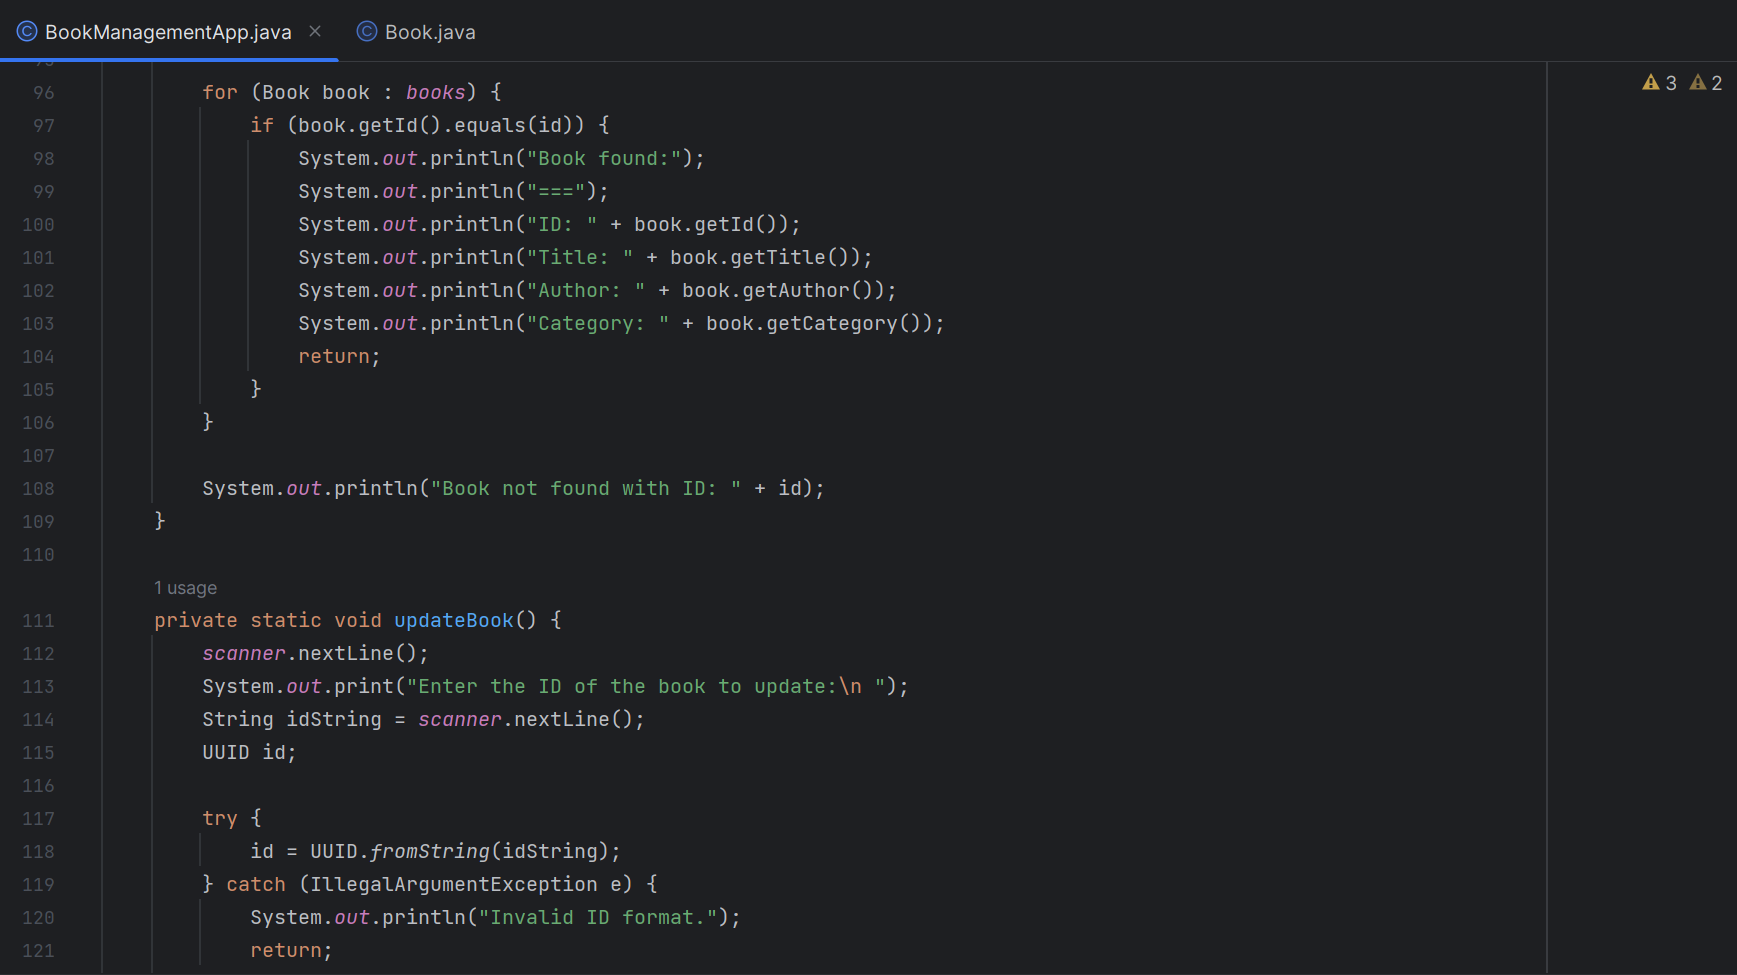 BookManagementApp.java
Book.java
3 2
96 for (Book book : books) {
97 if (book.getId().equals(id)) {
98 System.out.println("Book found:");
99 System.out.println("===");
100 System.out.println("ID: " + book.getId());
101 System.out.println("Title: " + book.getTitle());
102 System.out.println("Author: " + book.getAuthor());
103 System.out.println("Category: " + book.getCategory());
104 return;
105 }
106 }
107
108 System.out.println("Book not found with ID: " + id);
109 }
110
1 usage
111 private static void updateBook() {
112 scanner.nextLine();
113 System.out.print("Enter the ID of the book to update:\n ");
114 String idString = scanner.nextLine();
115 UUID id;
116
117 try {
118 id = UUID.fromString(idString);
119 } catch (IllegalArgumentException e) {
120 System.out.println("Invalid ID format.");
121 return;